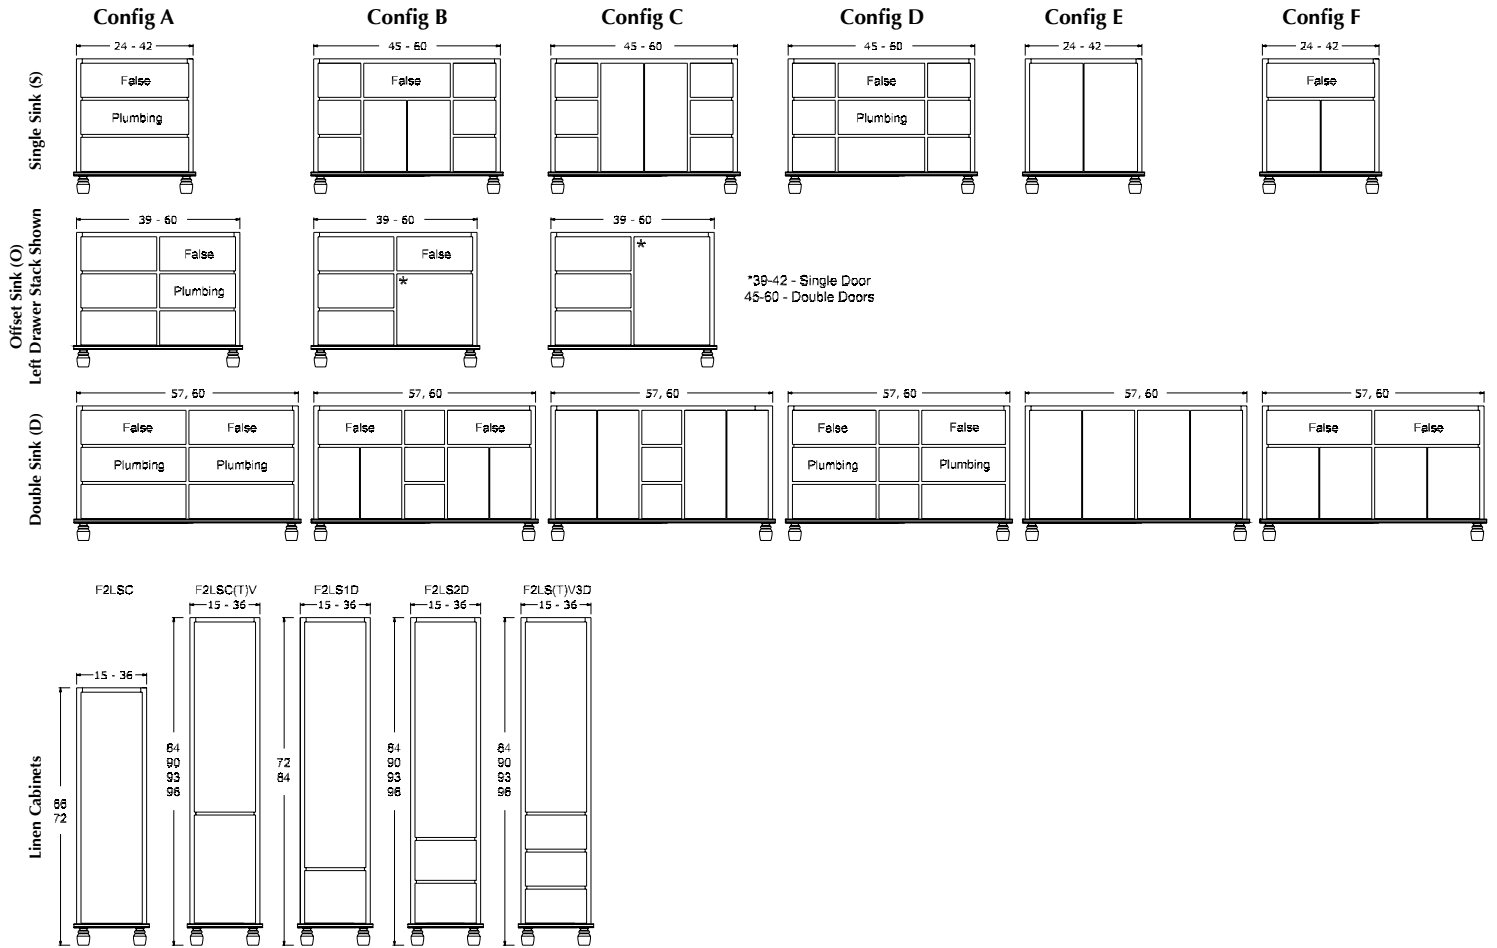 Config A
Config B
Config C
Config D
Config E
Config F
Single Sink (S)
24 - 42
45 - 60
45 - 60
45 - 60
24 - 42
24 - 42
False
False
False
False
Plumbing
Plumbing
Offset Sink (O)
Left Drawer Stack Shown
39 - 60
39 - 60
39 - 60
False
False
*
Plumbing
*
*39-42 - Single Door
45-60 - Double Doors
Double Sink (D)
57, 60
57, 60
57, 60
57, 60
57, 60
57, 60
False
False
False
False
False
False
False
False
Plumbing
Plumbing
Plumbing
Plumbing
Linen Cabinets
F2LSC
F2LSC(T)V
F2LS1D
F2LS2D
F2LS(T)V3D
15 - 36
15 - 36
15 - 36
15 - 36
15 - 36
66
72
84
90
93
96
72
84
84
90
93
96
84
90
93
96